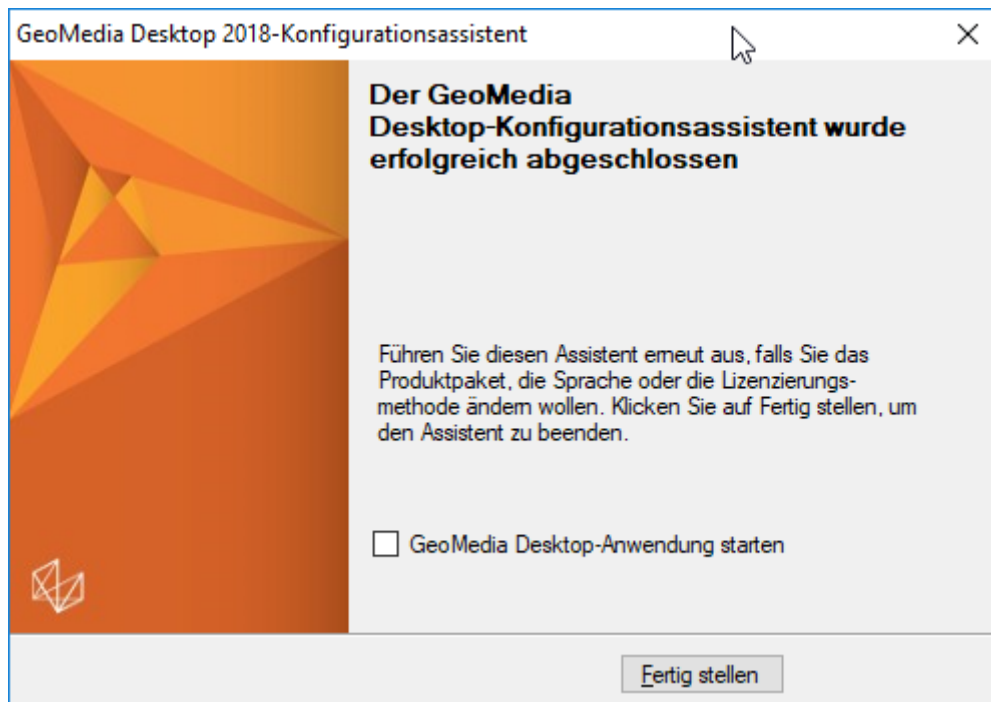 GeoMedia Desktop 2018-Konfigurationsassistent
Der GeoMedia
Desktop-Konfigurationsassistent wurde
erfolgreich abgeschlossen
Führen Sie diesen Assistent erneut aus, falls Sie das
Produktpaket, die Sprache oder die Lizenzierungs-
methode ändern wollen. Klicken Sie auf Fertig stellen, um
den Assistent zu beenden.
GeoMedia Desktop-Anwendung starten
Fertig stellen